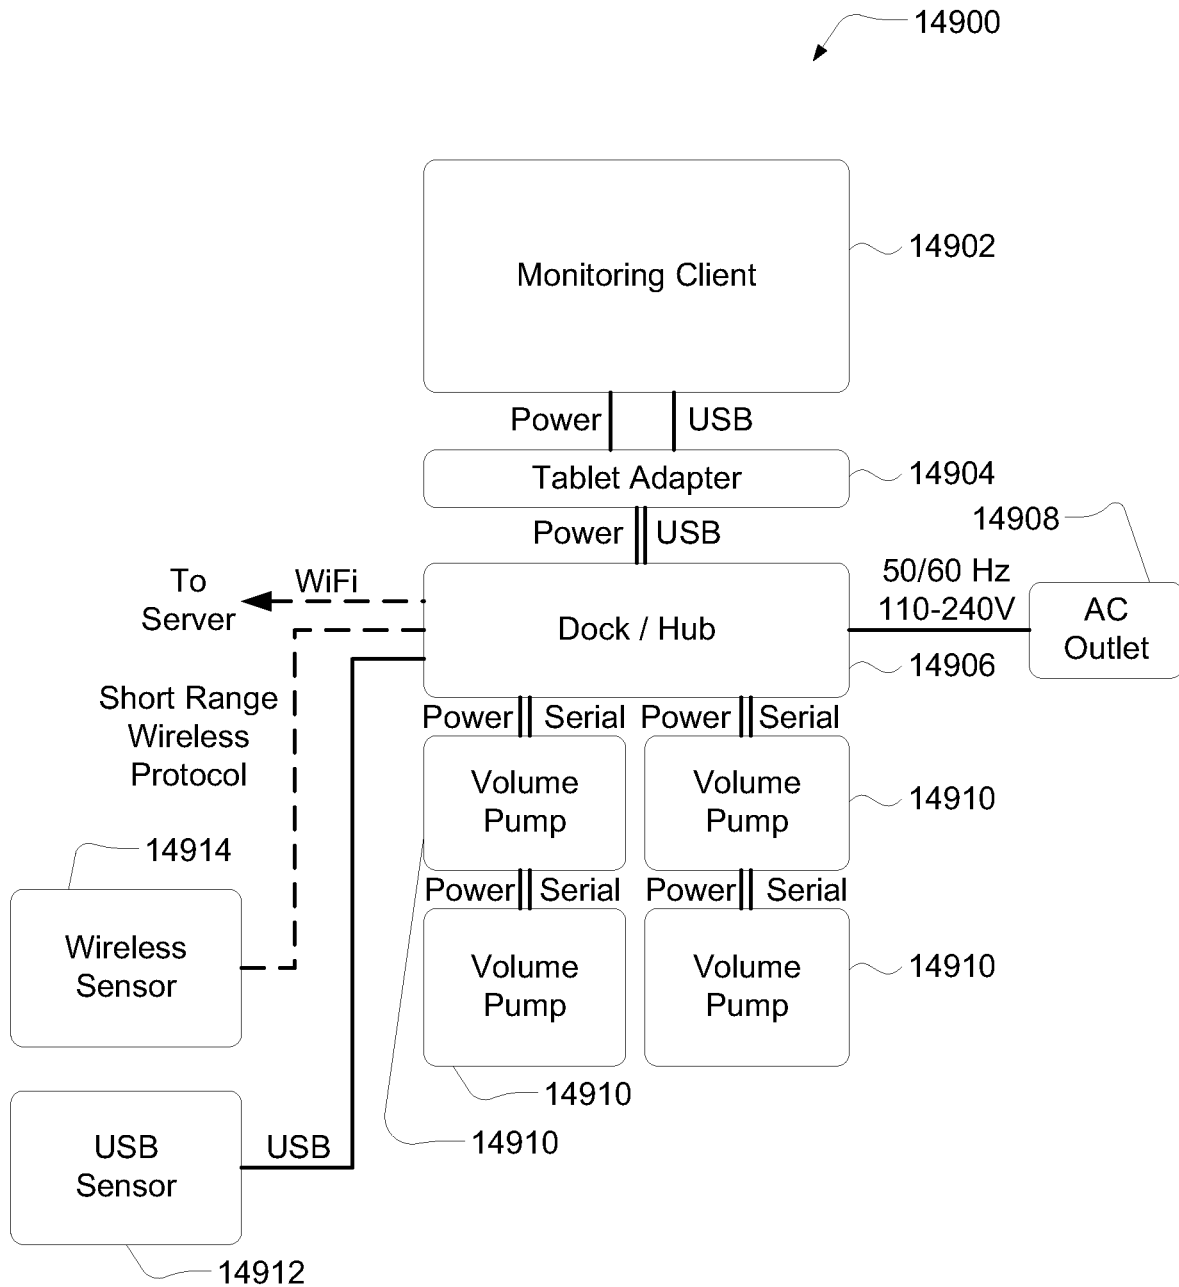 14900
Monitoring Client
14902
Power
USB
Tablet Adapter
14904
Power
USB
14908
To
Server
WiFi
50/60 Hz
110-240V
AC
Outlet
Dock / Hub
14906
Short Range
Wireless
Protocol
Power
Serial
Power
Serial
Volume
Pump
Volume
Pump
14910
14914
Power
Serial
Power
Serial
Wireless
Sensor
Volume
Pump
Volume
Pump
14910
14910
14910
USB
Sensor
USB
14912